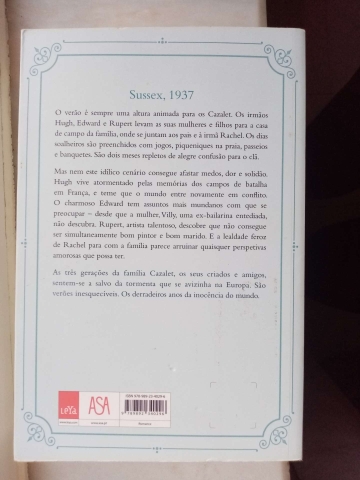 Sussex, 1937
O verão é sempre uma altura animada para os Cazalet. Os irmãos
Hugh, Edward e Rupert levam as suas mulheres e filhos para a casa
de campo da família, onde se juntam aos pais e à irmã Rachel. Os dias
soalheiros são preenchidos com jogos, piqueniques na praia, passeios
e banquetes. São dois meses repletos de alegre confusão para o clã.
Mas nem este idílico cenário consegue afastar medos, dor e solidão.
Hugh vive atormentado pelas memórias dos campos de batalha
em França, e teme que o mundo entre novamente em conflito.
O charmoso Edward tem assuntos mais mundanos com que se
preocupar – desde que a mulher, Villy, uma ex-bailarina entediada,
não descubra. Rupert, artista talentoso, descobre que não consegue
ser simultaneamente bom pintor e bom marido. E a lealdade feroz
de Rachel para com a família parece arruinar quaisquer perspetivas
amorosas que possa ter.
As três gerações da família Cazalet, os seus criados e amigos,
sentem-se a salvo da tormenta que se avizinha na Europa. São
verões inesquecíveis. Os derradeiros anos da inocência do mundo.
LeYa
ASA